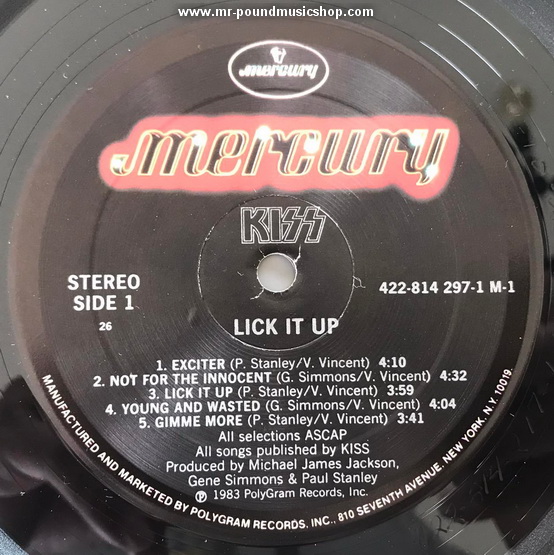 www.mr-poundmusicshop.com
mercury
mercury
KISS
STEREO
SIDE 1
26
422-814 297-1 M-1
LICK IT UP
1. EXCITER (P. Stanley/V. Vincent) 4:10
2. NOT FOR THE INNOCENT (G. Simmons/V. Vincent) 4:32
3. LICK IT UP (P. Stanley/V. Vincent) 3:59
4. YOUNG AND WASTED (G. Simmons/V. Vincent) 4:04
5. GIMME MORE (P. Stanley/V. Vincent) 3:41
All selections ASCAP
All songs published by KISS
Produced by Michael James Jackson,
Gene Simmons & Paul Stanley
℗ 1983 PolyGram Records, Inc.
MANUFACTURED AND MARKETED BY POLYGRAM RECORDS. INC., 810 SEVENTH AVENUE. NEW YORK, N.Y. 10019.